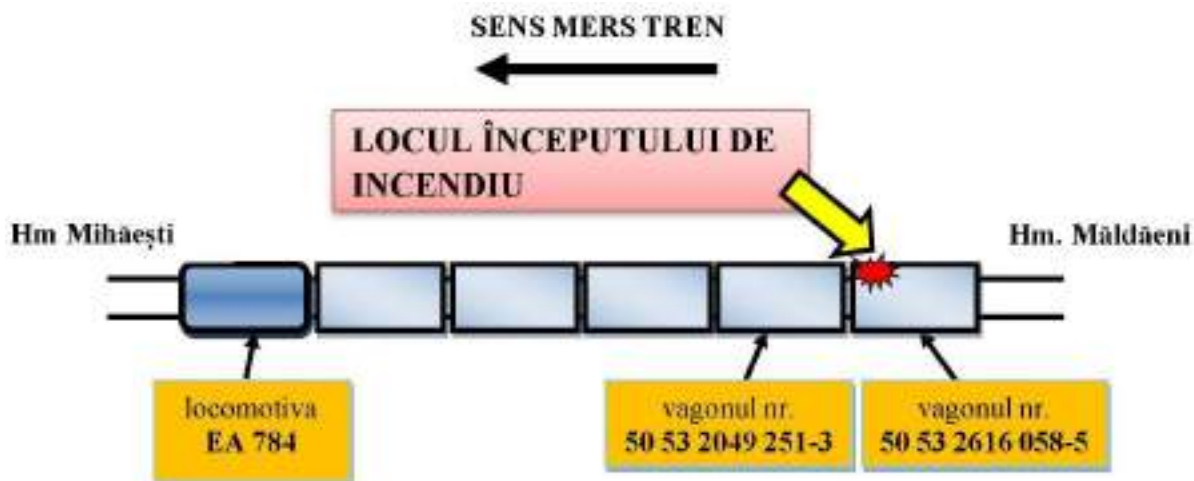 SENS MERS TREN
LOCUL ÎNCEPUTULUI DE
INCENDIU
Hm Mihăești
Hm. Măldăeni
locomotiva
EA 784
vagonul nr.
50 53 2049 251-3
vagonul nr.
50 53 2616 058-5